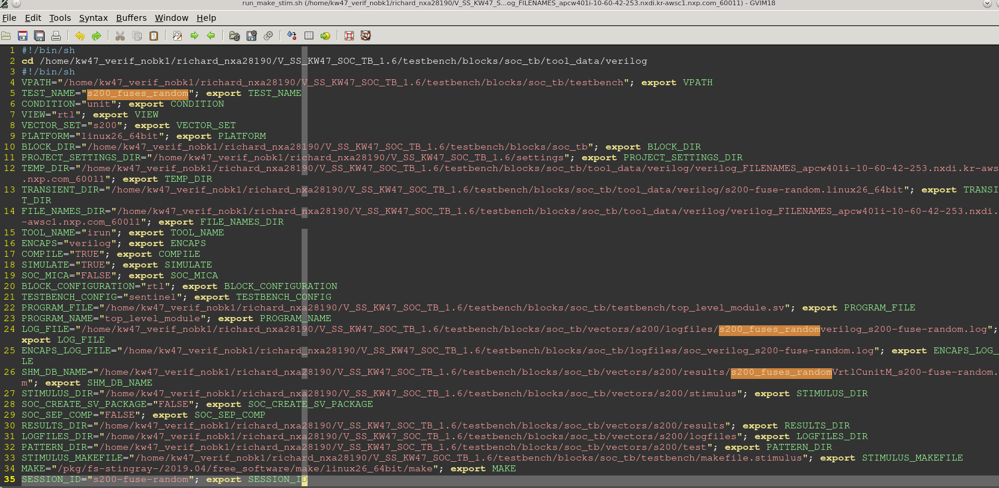 run_make_stim.sh (/home/kw47_verif_nobk1/richard_nxa28190/V_SS_KW47_S...og_FILENAMES_apcw401i-10-60-42-253.nxdi.kr-awsc1.nxp.com_60011) - GVIM18
File Edit Tools Syntax Buffers Window Help
1 #!/bin/sh
2 cd /home/kw47_verif_nobk1/richard_nxa28190/V_SS_KW47_SOC_TB_1.6/testbench/blocks/soc_tb/tool_data/verilog
3 #!/bin/sh
4 VPATH="/home/kw47_verif_nobk1/richard_nxa28190/V_SS_KW47_SOC_TB_1.6/testbench/blocks/soc_tb/testbench"; export VPATH
5 TEST_NAME="s200_fuses_random"; export TEST_NAME
6 CONDITION="unit"; export CONDITION
7 VIEW="rtl"; export VIEW
8 VECTOR_SET="s200"; export VECTOR_SET
9 PLATFORM="linux26_64bit"; export PLATFORM
10 BLOCK_DIR="/home/kw47_verif_nobk1/richard_nxa28190/V_SS_KW47_SOC_TB_1.6/testbench/blocks/soc_tb"; export BLOCK_DIR
11 PROJECT_SETTINGS_DIR="/home/kw47_verif_nobk1/richard_nxa28190/V_SS_KW47_SOC_TB_1.6/settings"; export PROJECT_SETTINGS_DIR
12 TEMP_DIR="/home/kw47_verif_nobk1/richard_nxa28190/V_SS_KW47_SOC_TB_1.6/testbench/blocks/soc_tb/tool_data/verilog/verilog_FILENAMES_apcw401i-10-60-42-253.nxdi.kr-aws
.nxp.com_60011"; export TEMP_DIR
13 TRANSIENT_DIR="/home/kw47_verif_nobk1/richard_nxa28190/V_SS_KW47_SOC_TB_1.6/testbench/blocks/soc_tb/tool_data/verilog/s200-fuse-random.linux26_64bit"; export TRANSI
T_DIR
14 FILE_NAMES_DIR="/home/kw47_verif_nobk1/richard_nxa28190/V_SS_KW47_SOC_TB_1.6/testbench/blocks/soc_tb/tool_data/verilog/verilog_FILENAMES_apcw401i-10-60-42-253.nxdi.
-awsc1.nxp.com_60011"; export FILE_NAMES_DIR
15 TOOL_NAME="irun"; export TOOL_NAME
16 ENCAPS="verilog"; export ENCAPS
17 COMPILE="TRUE"; export COMPILE
18 SIMULATE="TRUE"; export SIMULATE
19 SOC_MICA="FALSE"; export SOC_MICA
20 BLOCK_CONFIGURATION="rtl"; export BLOCK_CONFIGURATION
21 TESTBENCH_CONFIG="sentinel"; export TESTBENCH_CONFIG
22 PROGRAM_FILE="/home/kw47_verif_nobk1/richard_nxa28190/V_SS_KW47_SOC_TB_1.6/testbench/blocks/soc_tb/testbench/top_level_module.sv"; export PROGRAM_FILE
23 PROGRAM_NAME="top_level_module"; export PROGRAM_NAME
24 LOG_FILE="/home/kw47_verif_nobk1/richard_nxa28190/V_SS_KW47_SOC_TB_1.6/testbench/blocks/soc_tb/vectors/s200/logfiles/s200_fuses_randomverilog_s200-fuse-random.log";
xport LOG_FILE
25 ENCAPS_LOG_FILE="/home/kw47_verif_nobk1/richard_nxa28190/V_SS_KW47_SOC_TB_1.6/testbench/blocks/soc_tb/logfiles/soc_verilog_s200-fuse-random.log"; export ENCAPS_LOG_
LE
26 SHM_DB_NAME="/home/kw47_verif_nobk1/richard_nxa28190/V_SS_KW47_SOC_TB_1.6/testbench/blocks/soc_tb/vectors/s200/results/s200_fuses_randomVrtlCunitM_s200-fuse-random.
m"; export SHM_DB_NAME
27 STIMULUS_DIR="/home/kw47_verif_nobk1/richard_nxa28190/V_SS_KW47_SOC_TB_1.6/testbench/blocks/soc_tb/vectors/s200/stimulus"; export STIMULUS_DIR
28 SOC_CREATE_SV_PACKAGE="FALSE"; export SOC_CREATE_SV_PACKAGE
29 SOC_SEP_COMP="FALSE"; export SOC_SEP_COMP
30 RESULTS_DIR="/home/kw47_verif_nobk1/richard_nxa28190/V_SS_KW47_SOC_TB_1.6/testbench/blocks/soc_tb/vectors/s200/results"; export RESULTS_DIR
31 LOGFILES_DIR="/home/kw47_verif_nobk1/richard_nxa28190/V_SS_KW47_SOC_TB_1.6/testbench/blocks/soc_tb/vectors/s200/logfiles"; export LOGFILES_DIR
32 PATTERN_DIR="/home/kw47_verif_nobk1/richard_nxa28190/V_SS_KW47_SOC_TB_1.6/testbench/blocks/soc_tb/vectors/s200/test"; export PATTERN_DIR
33 STIMULUS_MAKEFILE="/home/kw47_verif_nobk1/richard_nxa28190/V_SS_KW47_SOC_TB_1.6/testbench/blocks/soc_tb/testbench/makefile.stimulus"; export STIMULUS_MAKEFILE
34 MAKE="/pkg/fs-stingray-/2019.04/free_software/make/linux26_64bit/make"; export MAKE
35 SESSION_ID="s200-fuse-random"; export SESSION_ID